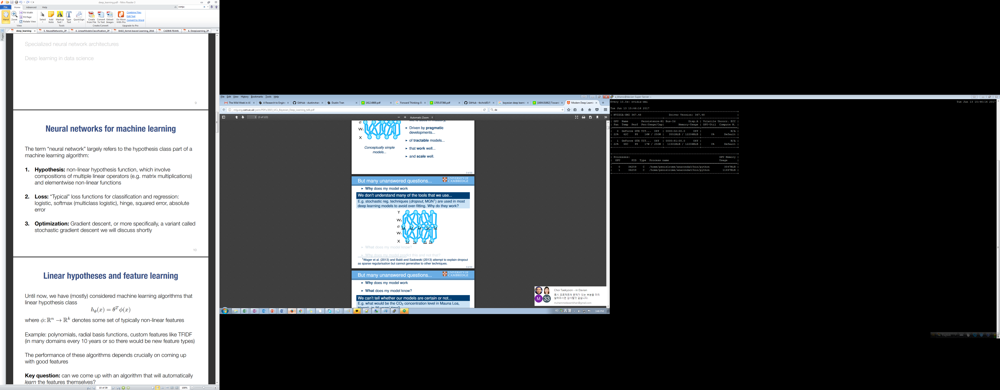 deep_learning.pdf - Nitro Reader 3
File Home Advanced Help
conju
Hand
Zoom
Fit Width
Fit Page
Rotate View
View
Select
Add Note
Markup Text
Type Text
QuickSign
Tools
Create from File
Convert To Text
Extract Images
Create/Convert
Do More With Pro
Combine Files
Edit Text
Convert to Word
Upgrade to Pro
deep_learning
5. NeuralNetworks_2P
4. LinearModelsClassification_2P
BA02_Kernel-based Learning_2016
CADIMI-TEAM1
6. DeepLearning_2P
Pages
Specialized neural network architectures
Deep learning in data science
9
Neural networks for machine learning
The term “neural network” largely refers to the hypothesis class part of a
machine learning algorithm:
1. Hypothesis: non-linear hypothesis function, which involve
compositions of multiple linear operators (e.g. matrix multiplications)
and elementwise non-linear functions
2. Loss: “Typical” loss functions for classification and regression:
logistic, softmax (multiclass logistic), hinge, squared error, absolute
error
3. Optimization: Gradient descent, or more specifically, a variant called
stochastic gradient descent we will discuss shortly
10
Linear hypotheses and feature learning
Until now, we have (mostly) considered machine learning algorithms that
linear hypothesis class
hθ(x) = θᵀϕ(x)
where ϕ: ℝⁿ → ℝᵏ denotes some set of typically non-linear features
Example: polynomials, radial basis functions, custom features like TFIDF
(in many domains every 10 years or so there would be new feature types)
The performance of these algorithms depends crucially on coming up
with good features
Key question: can we come up with an algorithm that will automatically
learn the features themselves?
10 of 39
100%
File Edit View History Bookmarks Tools Help
The Wild Week in AI
A Research to Engine
GitHub - dustinvtran
Dustin Tran
1412.4869.pdf
Forward Thinking: B
1705.07366.pdf
GitHub - tkchris93/F
bayesian deep learnin
[1604.01662] Toward
Modern Deep Learni
mlg.eng.cam.ac.uk/yarin/PDFs/2015_UCL_Bayesian_Deep_Learning_talk.pdf
de
3 (3 of 123)
Automatic Zoom
ML is used in industry,
σ
W₁
X
Conceptually simple
models...
► Driven by pragmatic
developments...
► of tractable models...
► that work well...
► and scale well.
2 of 52
But many unanswered questions...
UNIVERSITY OF
CAMBRIDGE
► Why does my model work
We don’t understand many of the tools that we use...
E.g. stochastic reg. techniques (dropout, MGN¹) are used in most
deep learning models to avoid over-fitting. Why do they work?
Y
W₂
σ
W₁
X
► What does my model know?
► Why does my model predict this and not that?
¹Wager et al. (2013) and Baldi and Sadowski (2013) attempt to explain dropout
as sparse regularisation but cannot generalise to other techniques.
3 of 52
But many unanswered questions...
UNIVERSITY OF
CAMBRIDGE
► Why does my model work
► What does my model know?
We can’t tell whether our models are certain or not...
E.g. what would be the CO₂ concentration level in Mauna Loa,
Hawaii, in 20 years’ time?
M 33
Choi Taekyoon - in Davian
혹시 프로젝트에 문제가 있는 부분을 미리
알려주시면 감사할것 같습니다.
muhammedazamkhan@gmail.com
KO
3:46 PM
a_khanss@davian-Super-Server: ~
Every 10.0s: nvidia-smi Tue Jun 13 15:46:16 2017
Tue Jun 13 15:46:16 2017
+-----------------------------------------------------------------------------+
| NVIDIA-SMI 367.48 Driver Version: 367.48 |
|-------------------------------+----------------------+----------------------+
| GPU Name Persistence-M| Bus-Id Disp.A | Volatile Uncorr. ECC |
| Fan Temp Perf Pwr:Usage/Cap| Memory-Usage | GPU-Util Compute M. |
|===============================+======================+======================|
| 0 GeForce GTX TIT... Off | 0000:02:00.0 Off | N/A |
| 22% 42C P8 16W / 250W | 3551MiB / 12206MiB | 0% Default |
+-------------------------------+----------------------+----------------------+
| 1 GeForce GTX TIT... Off | 0000:81:00.0 Off | N/A |
| 22% 48C P8 17W / 250W | 11501MiB / 12206MiB | 0% Default |
+-------------------------------+----------------------+----------------------+
+-----------------------------------------------------------------------------+
| Processes: GPU Memory |
| GPU PID Type Process name Usage |
|=============================================================================|
| 0 36259 C /home/penielrome/anaconda3/bin/python 3547MiB |
| 1 36259 C /home/penielrome/anaconda3/bin/python 11497MiB |
+-----------------------------------------------------------------------------+
English